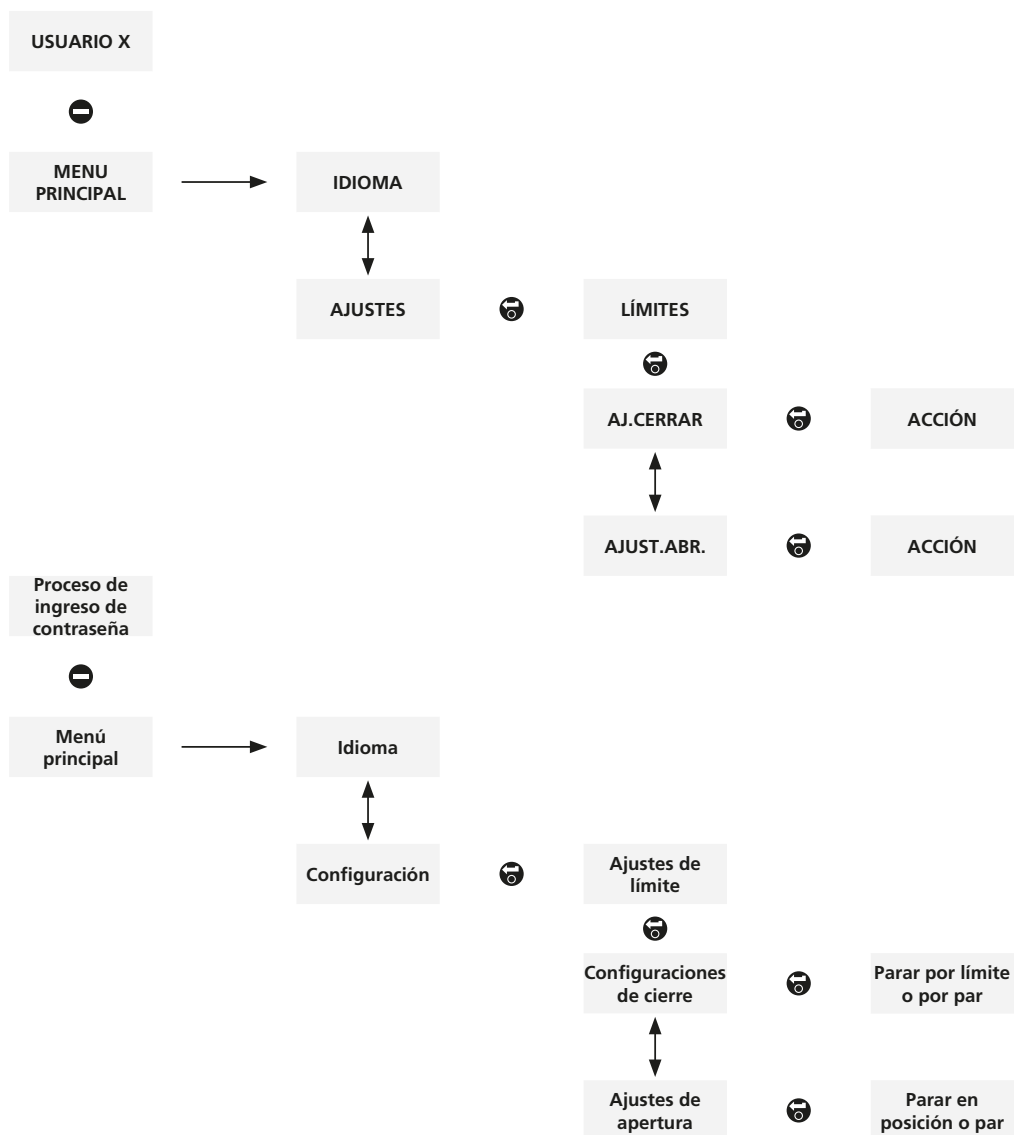 USUARIO X
MENU
PRINCIPAL
IDIOMA
AJUSTES
LÍMITES
AJ.CERRAR
ACCIÓN
AJUST.ABR.
ACCIÓN
Proceso de
ingreso de
contraseña
Menú
principal
Idioma
Configuración
Ajustes de
límite
Configuraciones
de cierre
Parar por límite
o por par
Ajustes de
apertura
Parar en
posición o par